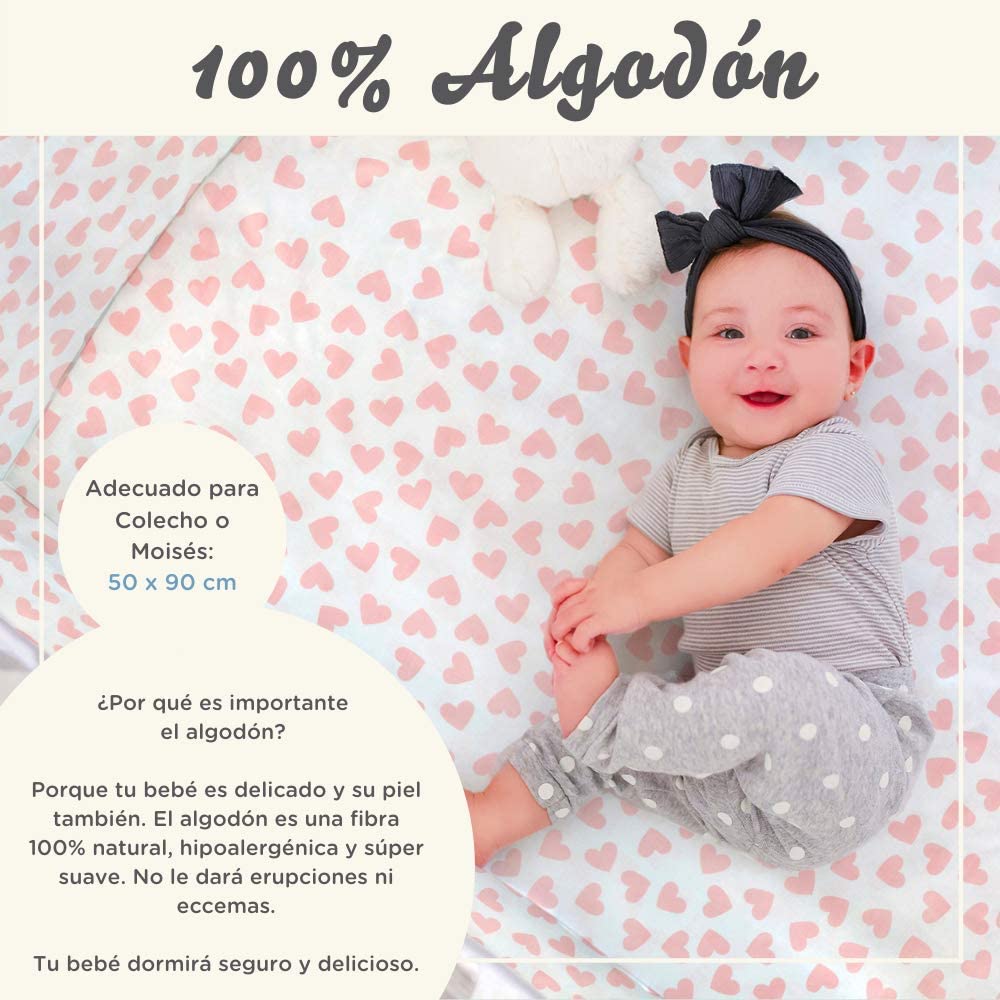 100% Algodón
Adecuado para
Colecho o
Moisés:
50 x 90 cm
¿Por qué es importante
el algodón?
Porque tu bebé es delicado y su piel
también. El algodón es una fibra
100% natural, hipoalergénica y súper
suave. No le dará erupciones ni
eccemas.
Tu bebé dormirá seguro y delicioso.